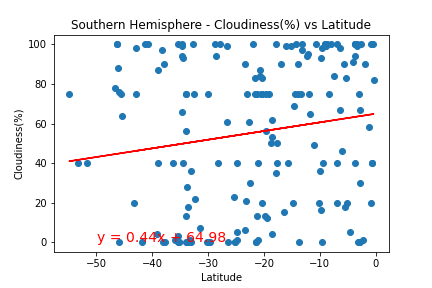 Southern Hemisphere - Cloudiness(%) vs Latitude
Cloudiness(%)
100
80
60
40
20
0
y = 0.44x + 64.98
−50 −40 −30 −20 −10 0
Latitude